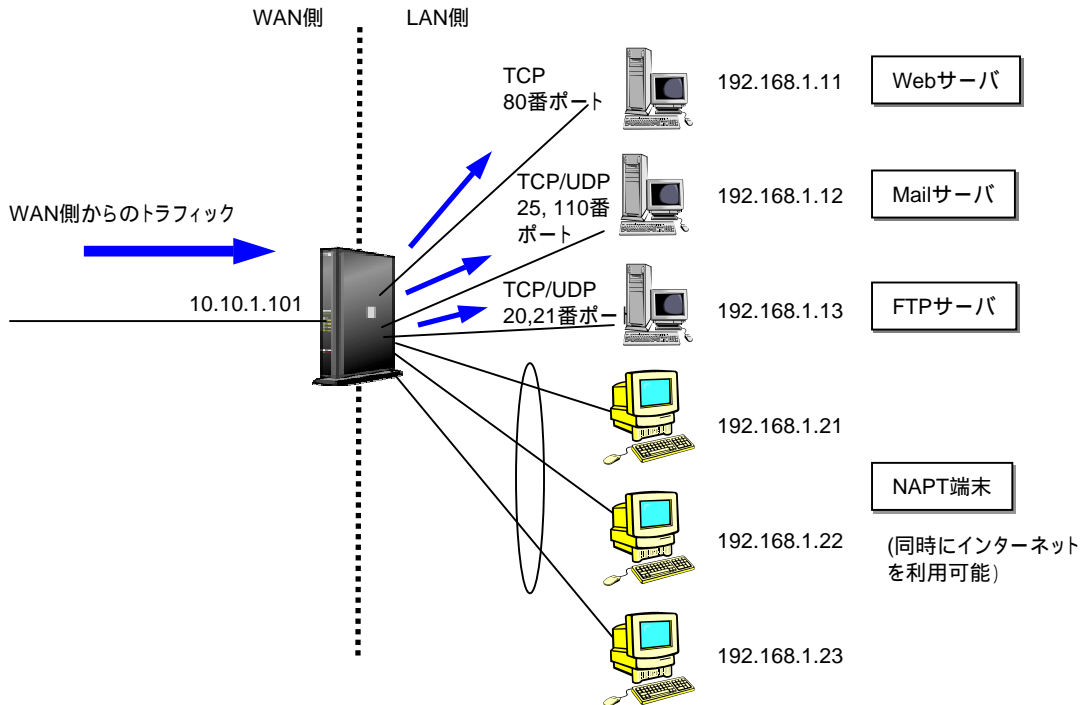 WAN側
LAN側
TCP
80番ポート
192.168.1.11
Webサーバ
TCP/UDP
25, 110番
ポート
192.168.1.12
Mailサーバ
WAN側からのトラフィック
10.10.1.101
TCP/UDP
20,21番ポー
192.168.1.13
FTPサーバ
192.168.1.21
NAPT端末
192.168.1.22
(同時にインターネット
を利用可能)
192.168.1.23